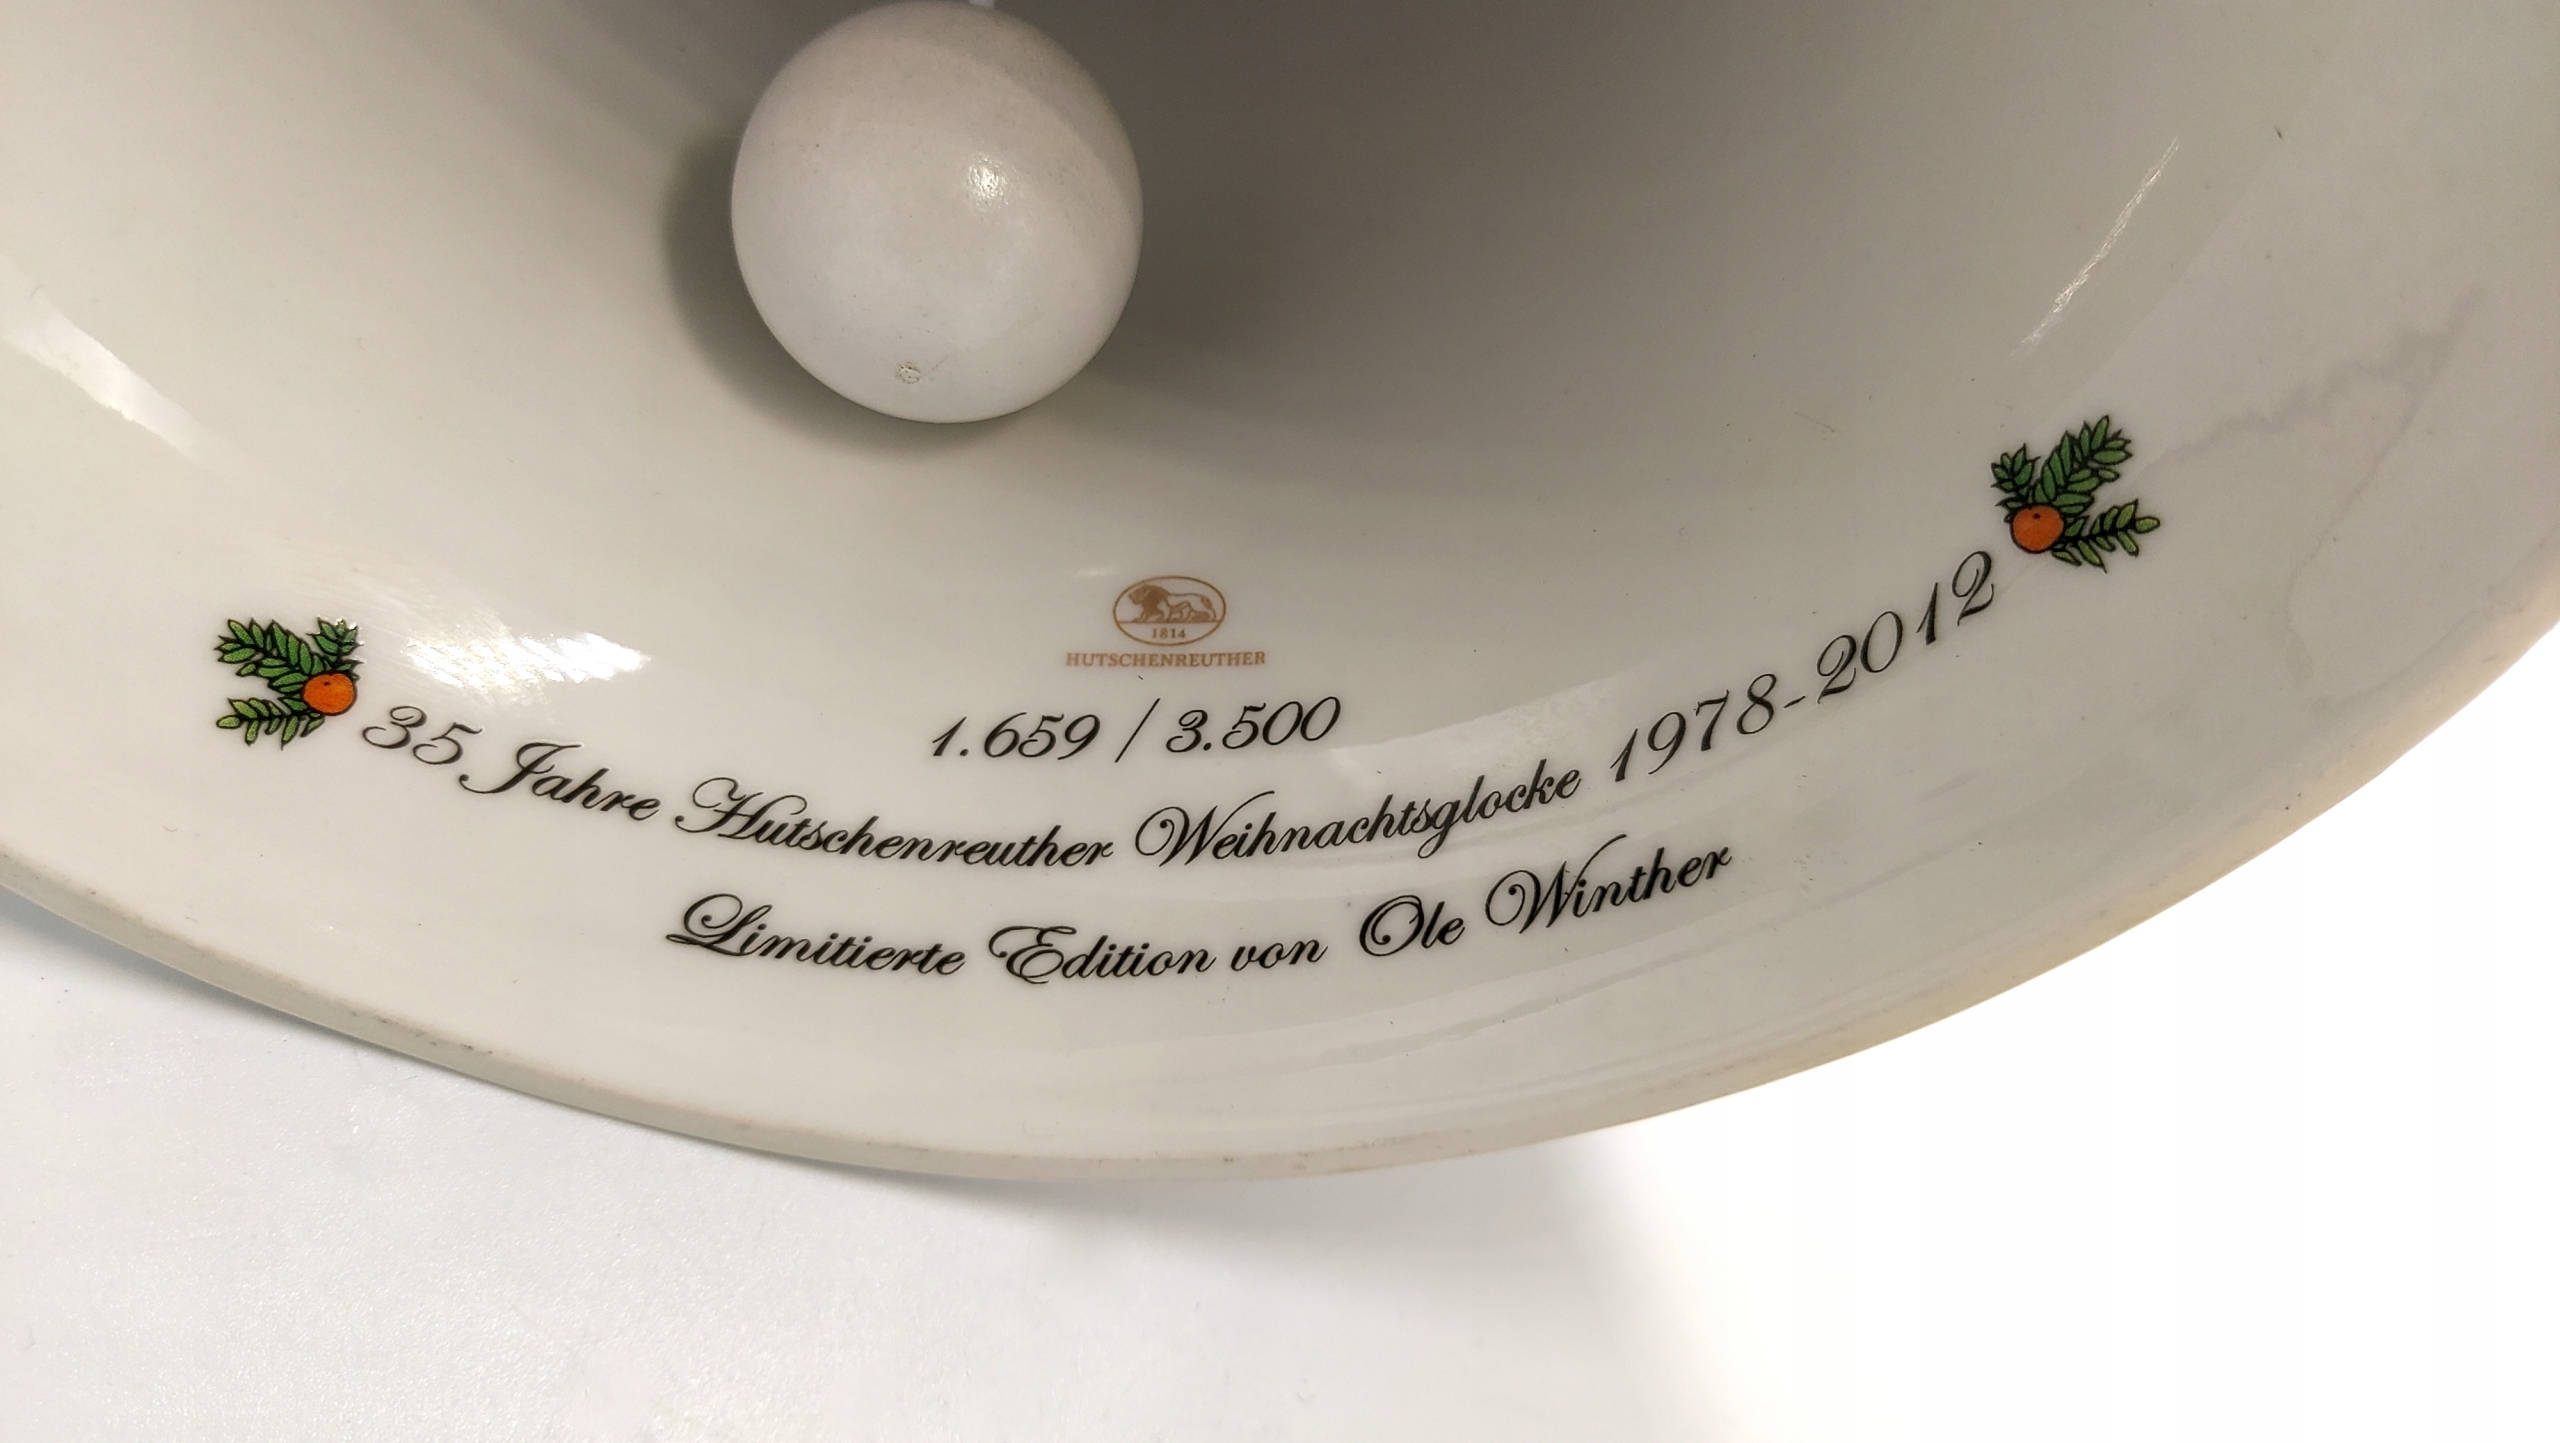 1814
HUTSCHENREUTHER
1.659 / 3.500
35 Jahre Hutschenreuther Weihnachtsglocke 1978-2012
Limitierte Edition von Ole Winther